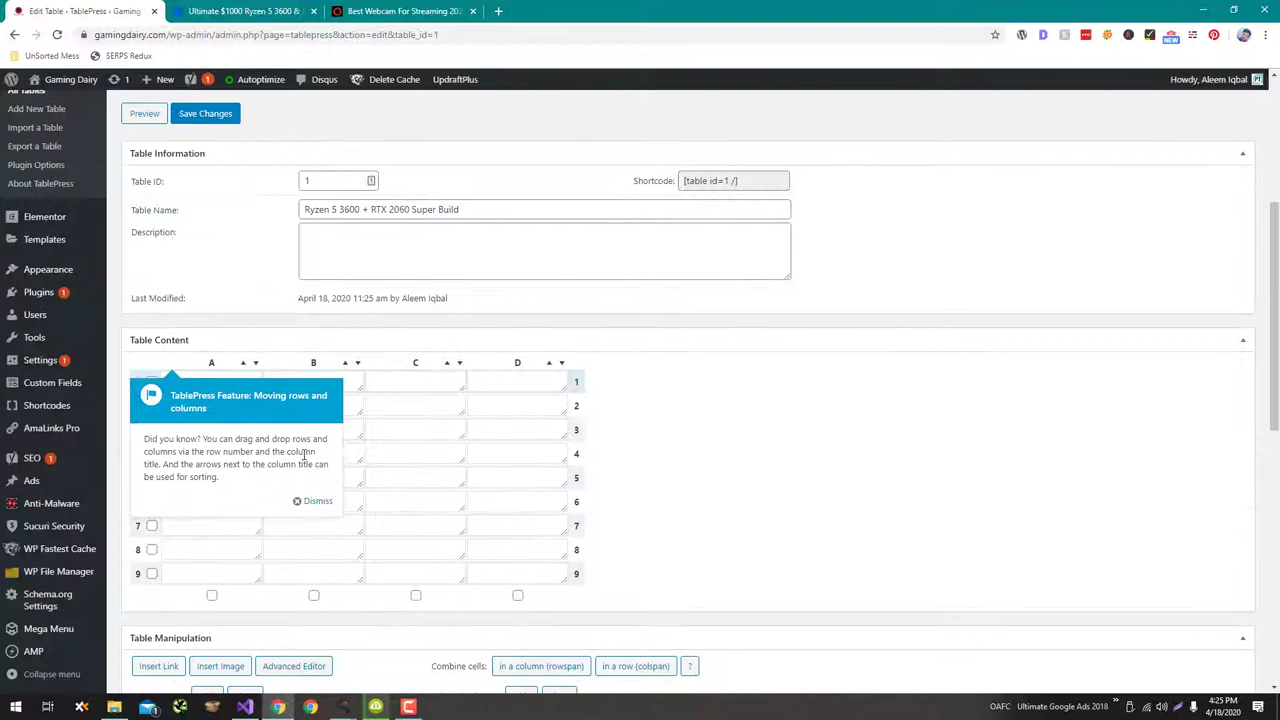 Edit Table ‹ TablePress ‹ Gaming
Ultimate $1000 Ryzen 5 3600 &
Best Webcam For Streaming 202
gamingdairy.com/wp-admin/admin.php?page=tablepress&action=edit&table_id=1
NEW
UnSorted Mess
SERPS Redux
Gaming Dairy
1
New
1
Autoptimize
Disqus
Delete Cache
UpdraftPlus
Howdy, Aleem Iqbal
All Tables
Add New Table
Import a Table
Export a Table
Plugin Options
About TablePress
Elementor
Templates
Appearance
Plugins 1
Users
Tools
Settings 1
Custom Fields
Shortcodes
AmaLinks Pro
SEO 1
Ads
Anti-Malware
Sucuri Security
WP Fastest Cache
WP File Manager
Schema.org
Settings
Mega Menu
AMP
Collapse menu
Preview
Save Changes
Table Information
Table ID:
1
Shortcode:
[table id=1 /]
Table Name:
Ryzen 5 3600 + RTX 2060 Super Build
Description:
Last Modified:
April 18, 2020 11:25 am by Aleem Iqbal
Table Content
A
B
C
D
1
2
3
4
5
6
7
7
8
8
9
9
TablePress Feature: Moving rows and
columns
Did you know? You can drag and drop rows and
columns via the row number and the column
title. And the arrows next to the column title can
be used for sorting.
Dismiss
Table Manipulation
Insert Link
Insert Image
Advanced Editor
Combine cells:
in a column (rowspan)
in a row (colspan)
?
OAFC
Ultimate Google Ads 2018
4:25 PM
4/18/2020